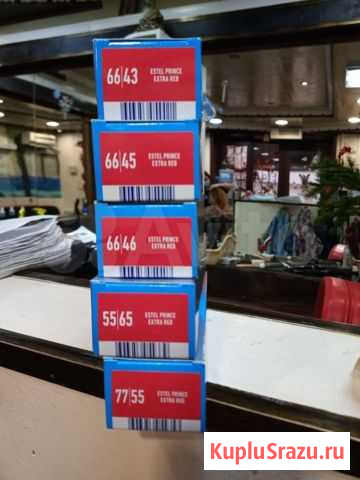 66|43 ESTEL PRINCE
EXTRA RED
66|45 ESTEL PRINCE
EXTRA RED
66|46 ESTEL PRINCE
EXTRA RED
55|65 ESTEL PRINCE
EXTRA RED
77|55 ESTEL PRINCE
EXTRA RED
KupluSrazu.ru